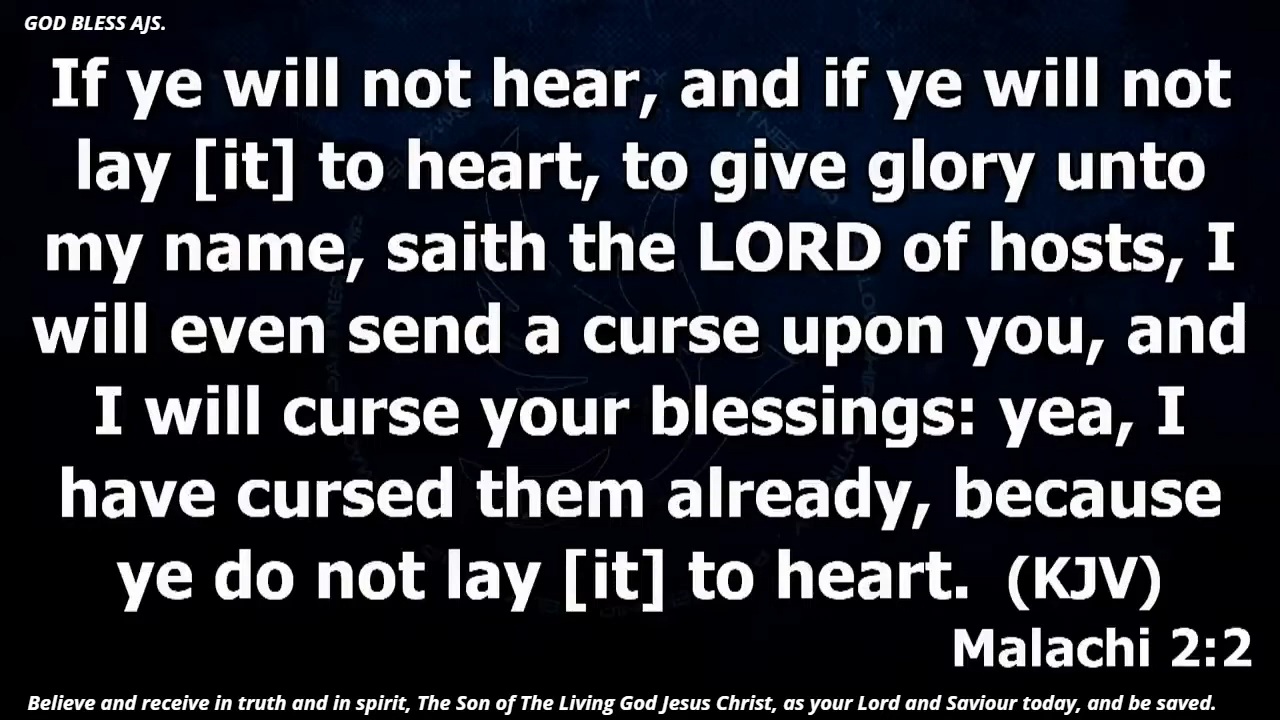 GOD BLESS AJS.
If ye will not hear, and if ye will not
lay [it] to heart, to give glory unto
my name, saith the LORD of hosts, I
will even send a curse upon you, and
I will curse your blessings: yea, I
have cursed them already, because
ye do not lay [it] to heart. (KJV)
Malachi 2:2
Believe and receive in truth and in spirit, The Son of The Living God Jesus Christ, as your Lord and Saviour today, and be saved.